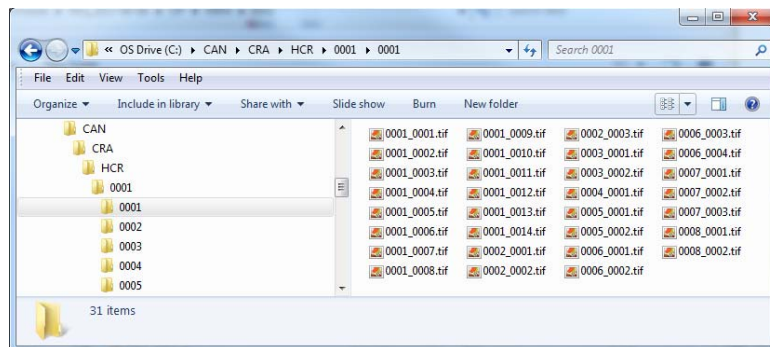 « OS Drive (C:) ▸ CAN ▸ CRA ▸ HCR ▸ 0001 ▸ 0001 Search 0001
File Edit View Tools Help
Organize ▾ Include in library ▾ Share with ▾ Slide show Burn New folder
CAN
CRA
HCR
0001
0001
0002
0003
0004
0005
0001_0001.tif
0001_0002.tif
0001_0003.tif
0001_0004.tif
0001_0005.tif
0001_0006.tif
0001_0007.tif
0001_0008.tif
0001_0009.tif
0001_0010.tif
0001_0011.tif
0001_0012.tif
0001_0013.tif
0001_0014.tif
0002_0001.tif
0002_0002.tif
0002_0003.tif
0003_0001.tif
0003_0002.tif
0004_0001.tif
0005_0001.tif
0005_0002.tif
0006_0001.tif
0006_0002.tif
0006_0003.tif
0006_0004.tif
0007_0001.tif
0007_0002.tif
0007_0003.tif
0008_0001.tif
0008_0002.tif
31 items